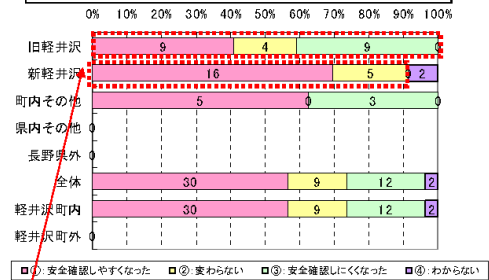 0% 10% 20% 30% 40% 50% 60% 70% 80% 90% 100%
旧軽井沢 9 4 9 0
新軽井沢 16 5 0 2
町内その他 5 0 3 0
県内その他 0
長野県外 0
全体 30 9 12 2
軽井沢町内 30 9 12 2
軽井沢町外 0
①:安全確認しやすくなった ②:変わらない ③:安全確認しにくくなった ④:わからない